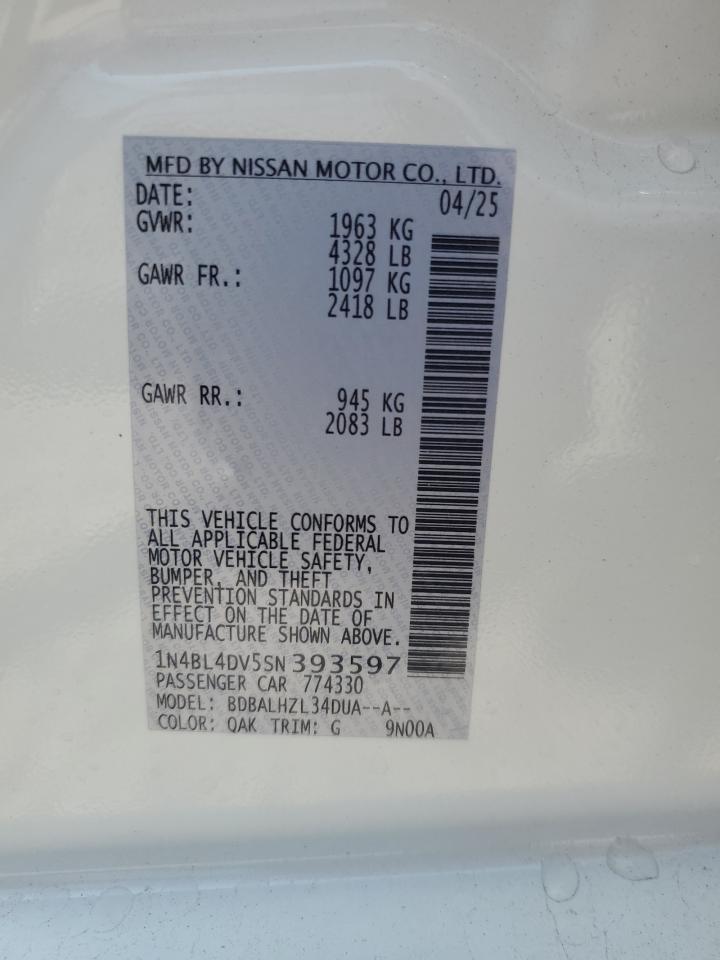 MFD BY NISSAN MOTOR CO., LTD.
DATE: 04/25
GVWR: 1963 KG
4328 LB
GAWR FR.: 1097 KG
2418 LB
GAWR RR.: 945 KG
2083 LB
THIS VEHICLE CONFORMS TO
ALL APPLICABLE FEDERAL
MOTOR VEHICLE SAFETY,
BUMPER, AND THEFT
PREVENTION STANDARDS IN
EFFECT ON THE DATE OF
MANUFACTURE SHOWN ABOVE.
1N4BL4DV5SN393597
PASSENGER CAR 774330
MODEL: BDBALHZL34DUA--A--
COLOR: QAK TRIM: G 9N00A